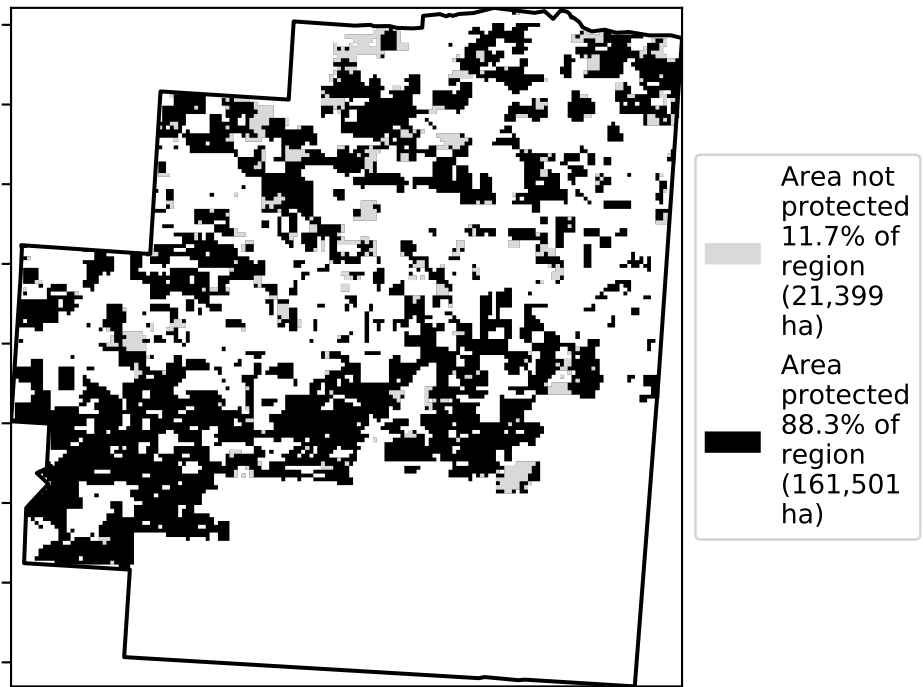 Area not
protected
11.7% of
region
(21,399
ha)
Area
protected
88.3% of
region
(161,501
ha)